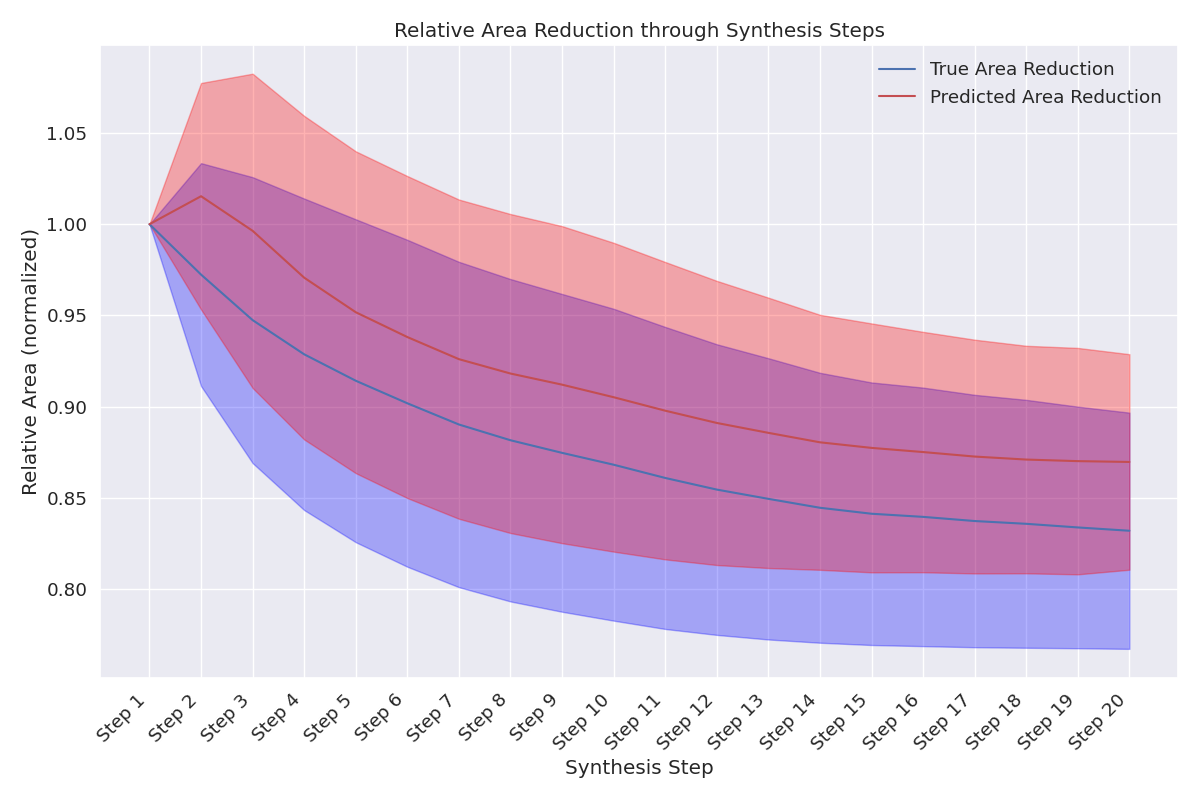 Relative Area Reduction through Synthesis Steps
True Area Reduction
Predicted Area Reduction
Relative Area (normalized)
1.05
1.00
0.95
0.90
0.85
0.80
Step 1
Step 2
Step 3
Step 4
Step 5
Step 6
Step 7
Step 8
Step 9
Step 10
Step 11
Step 12
Step 13
Step 14
Step 15
Step 16
Step 17
Step 18
Step 19
Step 20
Synthesis Step